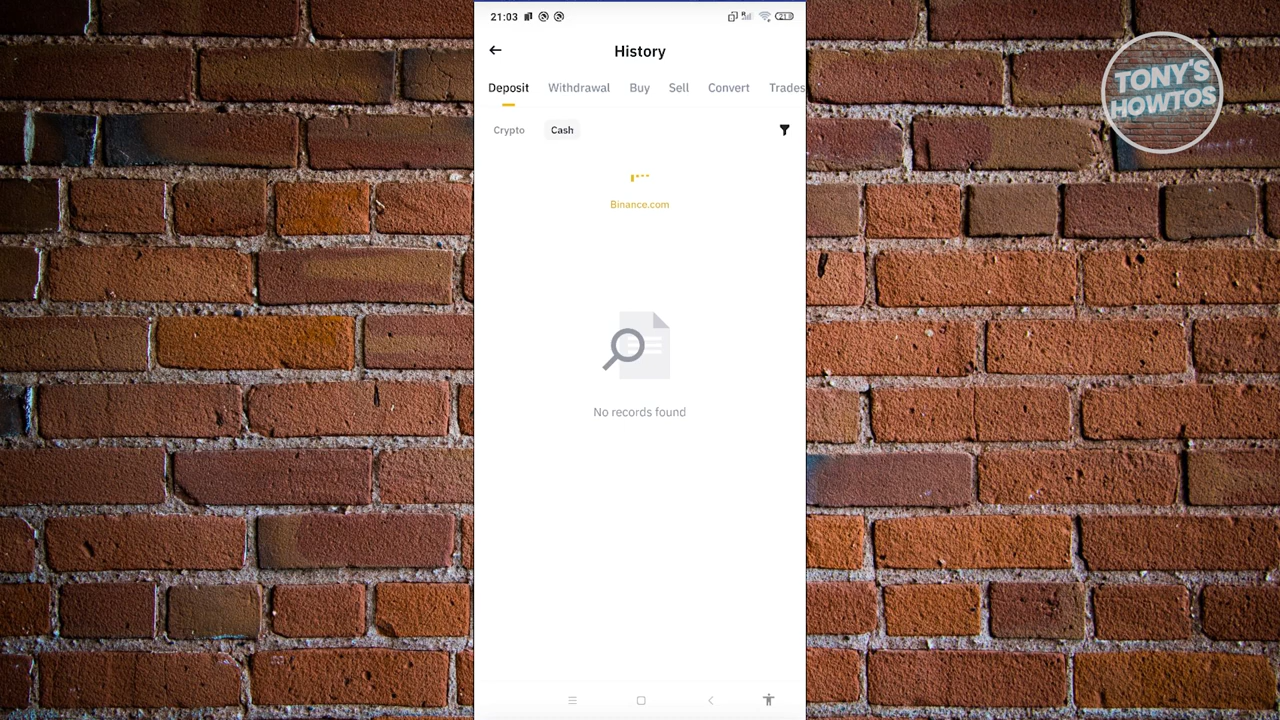 21:03
History
Deposit Withdrawal Buy Sell Convert Trades
Crypto Cash
Binance.com
No records found
TONY'S
HOWTOS